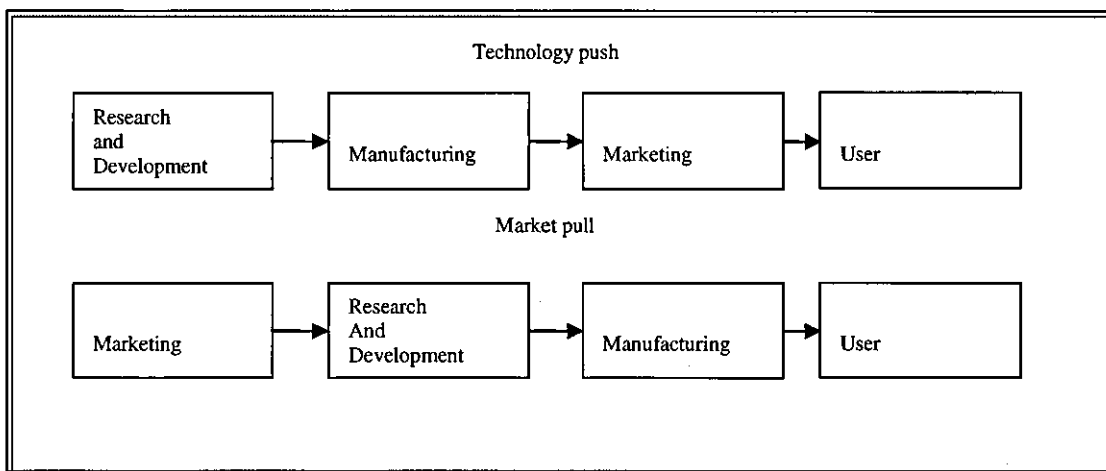 Technology push
Research
and
Development
Manufacturing
Marketing
User
Market pull
Marketing
Research
And
Development
Manufacturing
User